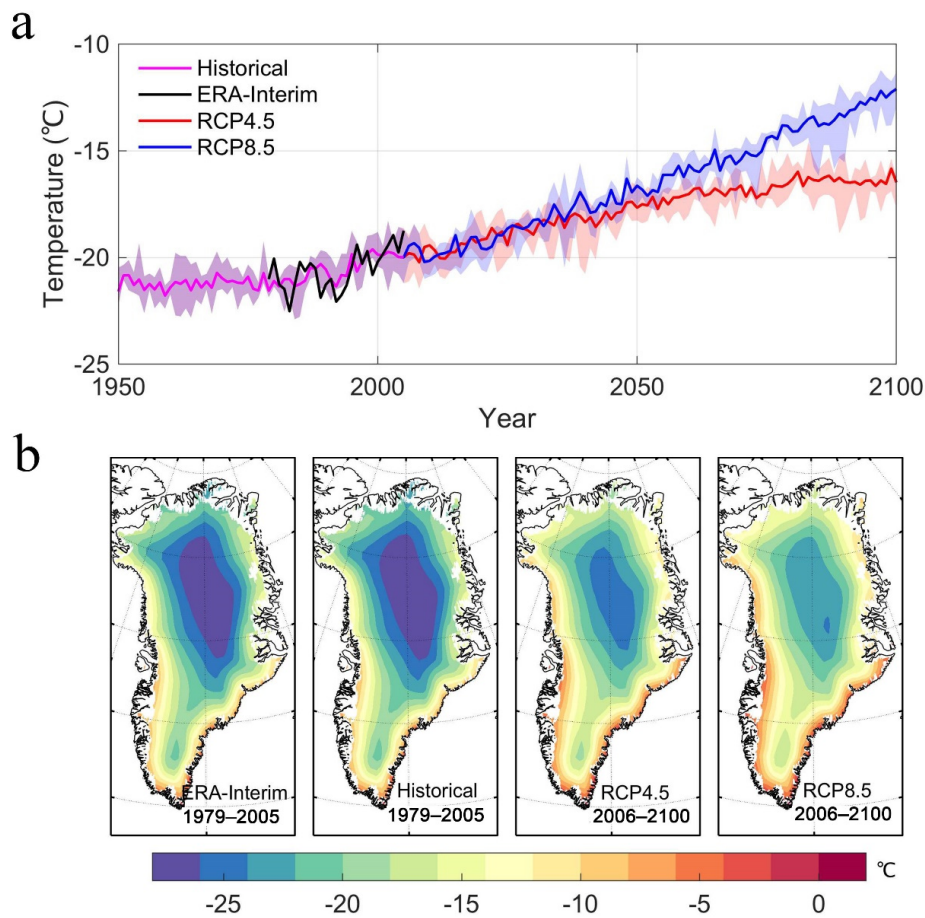 a
-10
Historical
ERA-Interim
RCP4.5
RCP8.5
-15
-20
-25
Temperature (℃)
1950
2000
2050
2100
Year
b
ERA-Interim
1979–2005
Historical
1979–2005
RCP4.5
2006–2100
RCP8.5
2006–2100
℃
-25
-20
-15
-10
-5
0